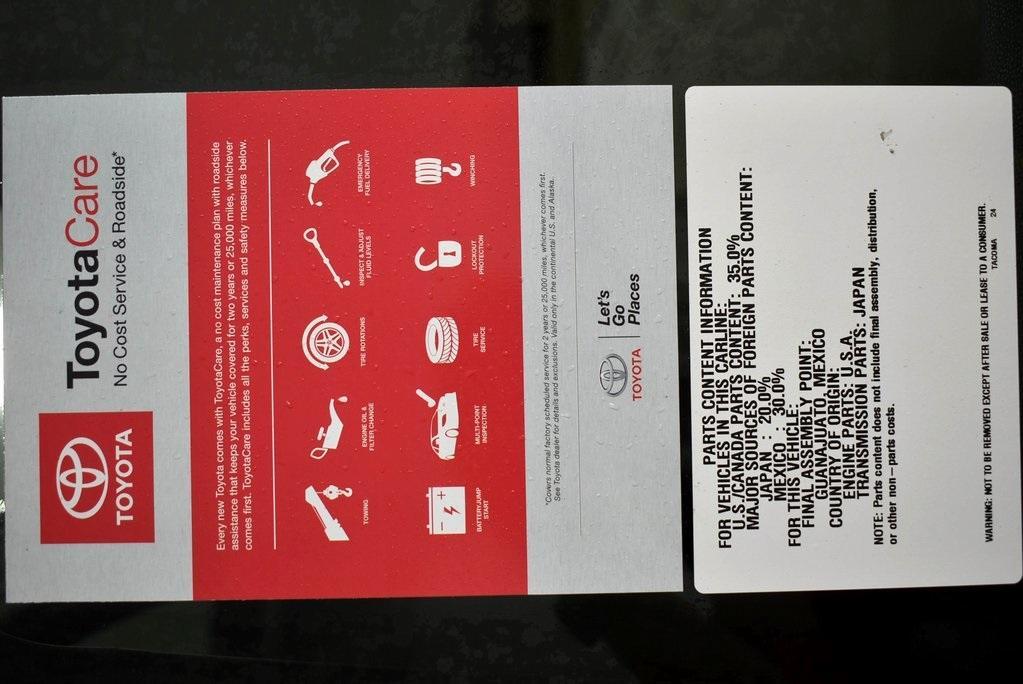 TOYOTA
ToyotaCare
No Cost Service & Roadside*
Every new Toyota comes with ToyotaCare, a no cost maintenance plan with roadside
assistance that keeps your vehicle covered for two years or 25,000 miles, whichever
comes first. ToyotaCare includes all the perks, services and safety measures below.
TOWING
ENGINE OIL &
FILTER CHANGE
TIRE ROTATIONS
INSPECT & ADJUST
FLUID LEVELS
EMERGENCY
FUEL DELIVERY
BATTERY/JUMP
START
MULTI-POINT
INSPECTION
TIRE
SERVICE
LOCKOUT
PROTECTION
WINCHING
*Covers normal factory scheduled service for 2 years or 25,000 miles, whichever comes first.
See Toyota dealer for details and exclusions. Valid only in the continental U.S. and Alaska.
TOYOTA
Let's
Go
Places
PARTS CONTENT INFORMATION
FOR VEHICLES IN THIS CARLINE:
U.S./CANADA PARTS CONTENT: 35.0%
MAJOR SOURCES OF FOREIGN PARTS CONTENT:
JAPAN : 20.0%
MEXICO : 30.0%
FOR THIS VEHICLE:
FINAL ASSEMBLY POINT:
GUANAJUATO, MEXICO
COUNTRY OF ORIGIN:
ENGINE PARTS: U.S.A.
TRANSMISSION PARTS: JAPAN
NOTE: Parts content does not include final assembly, distribution,
or other non-parts costs.
WARNING: NOT TO BE REMOVED EXCEPT AFTER SALE OR LEASE TO A CONSUMER.
TACOMA 24